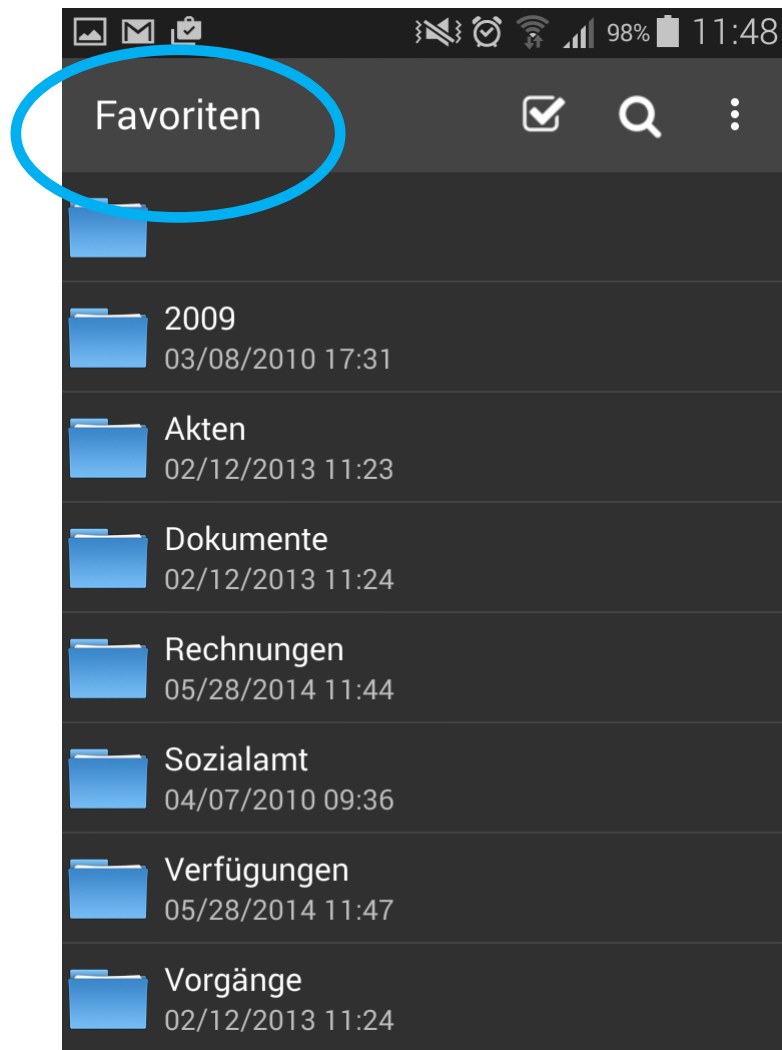 98% 11:48
Favoriten
2009
03/08/2010 17:31
Akten
02/12/2013 11:23
Dokumente
02/12/2013 11:24
Rechnungen
05/28/2014 11:44
Sozialamt
04/07/2010 09:36
Verfügungen
05/28/2014 11:47
Vorgänge
02/12/2013 11:24